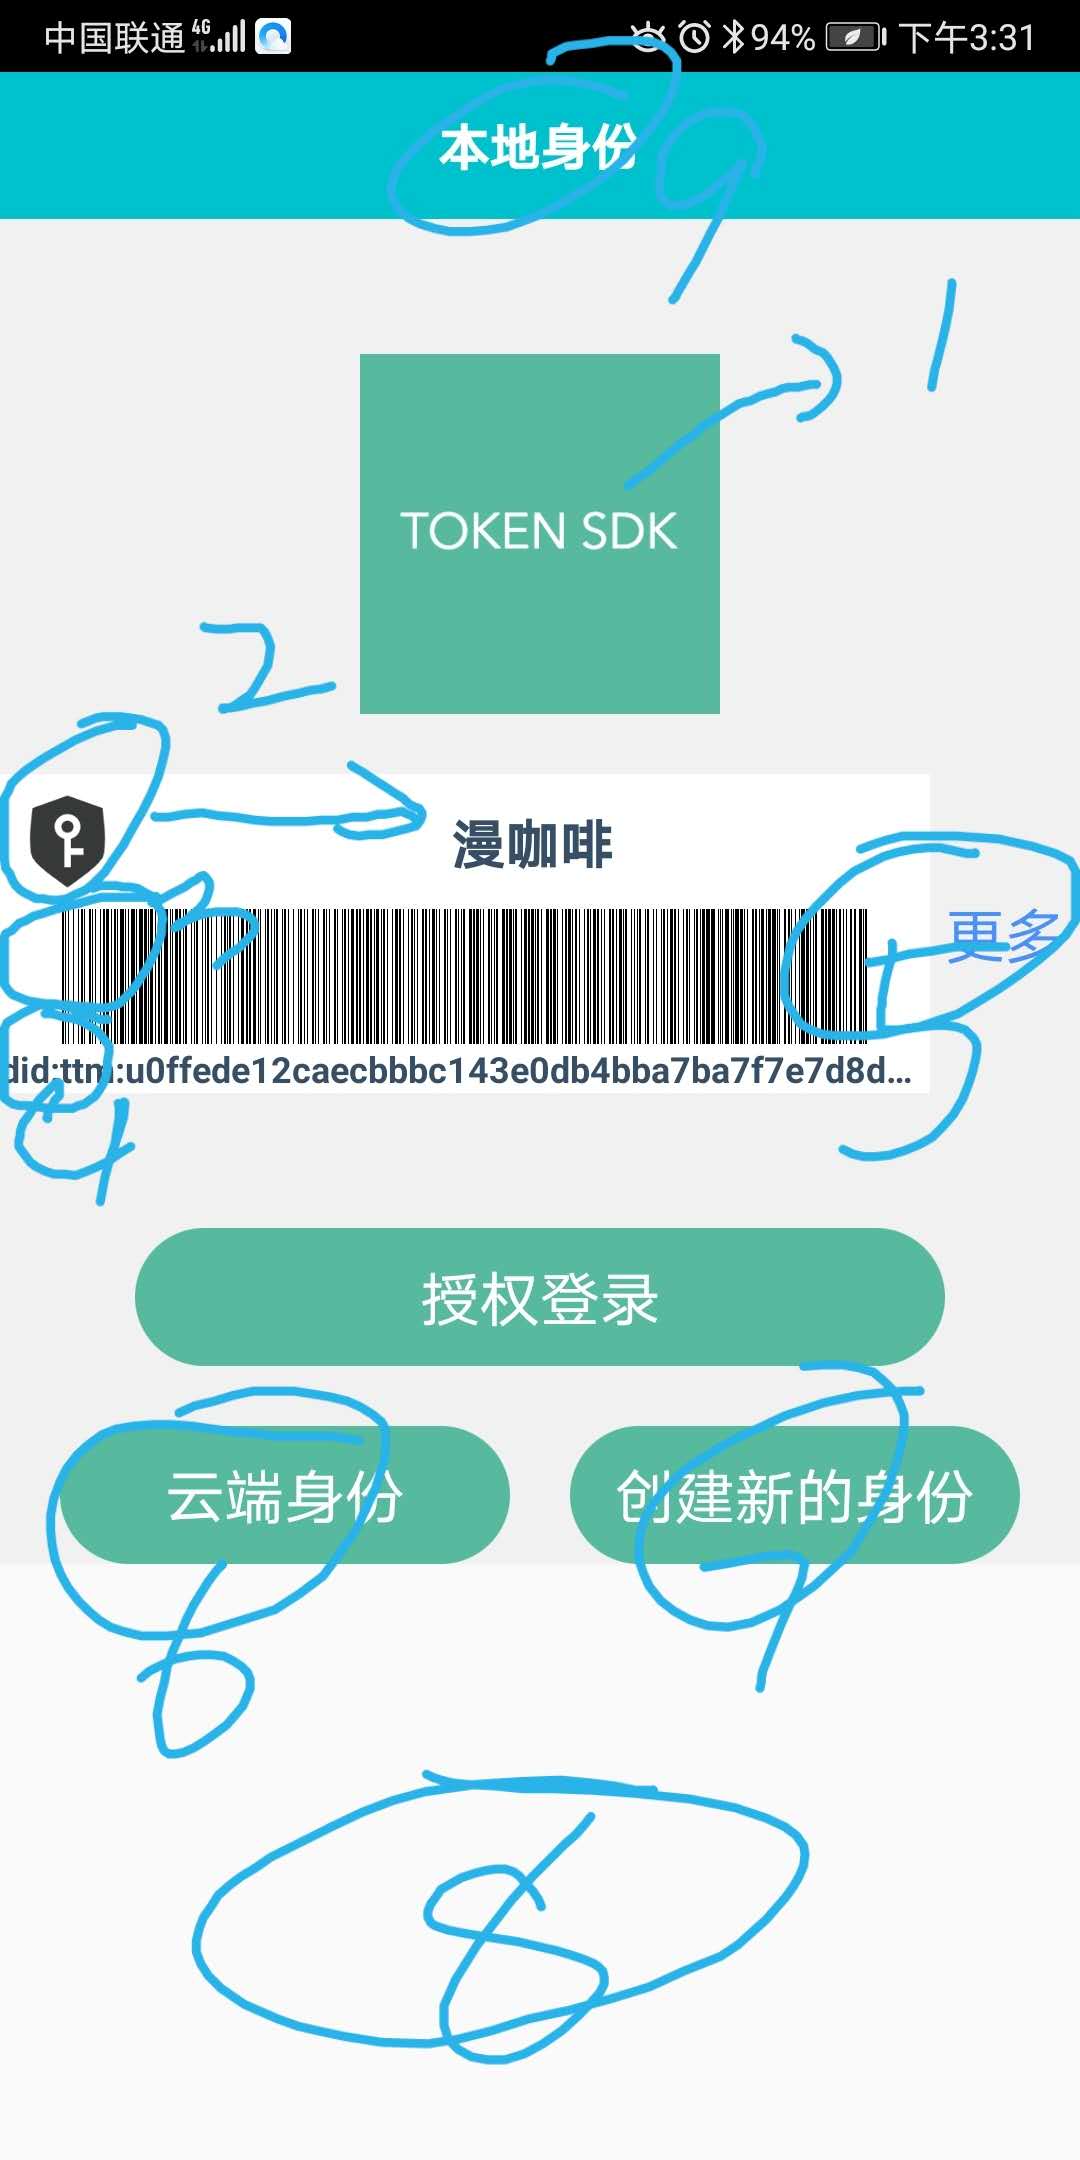 中国联通 4G 94% 下午3:31
本地身份 9
1
TOKEN SDK
2
漫咖啡
3
更多
did:ttm:u0ffede12caecbbbc143e0db4bba7ba7f7e7d8d...
4 5
授权登录
云端身份 创建新的身份
6 7
8